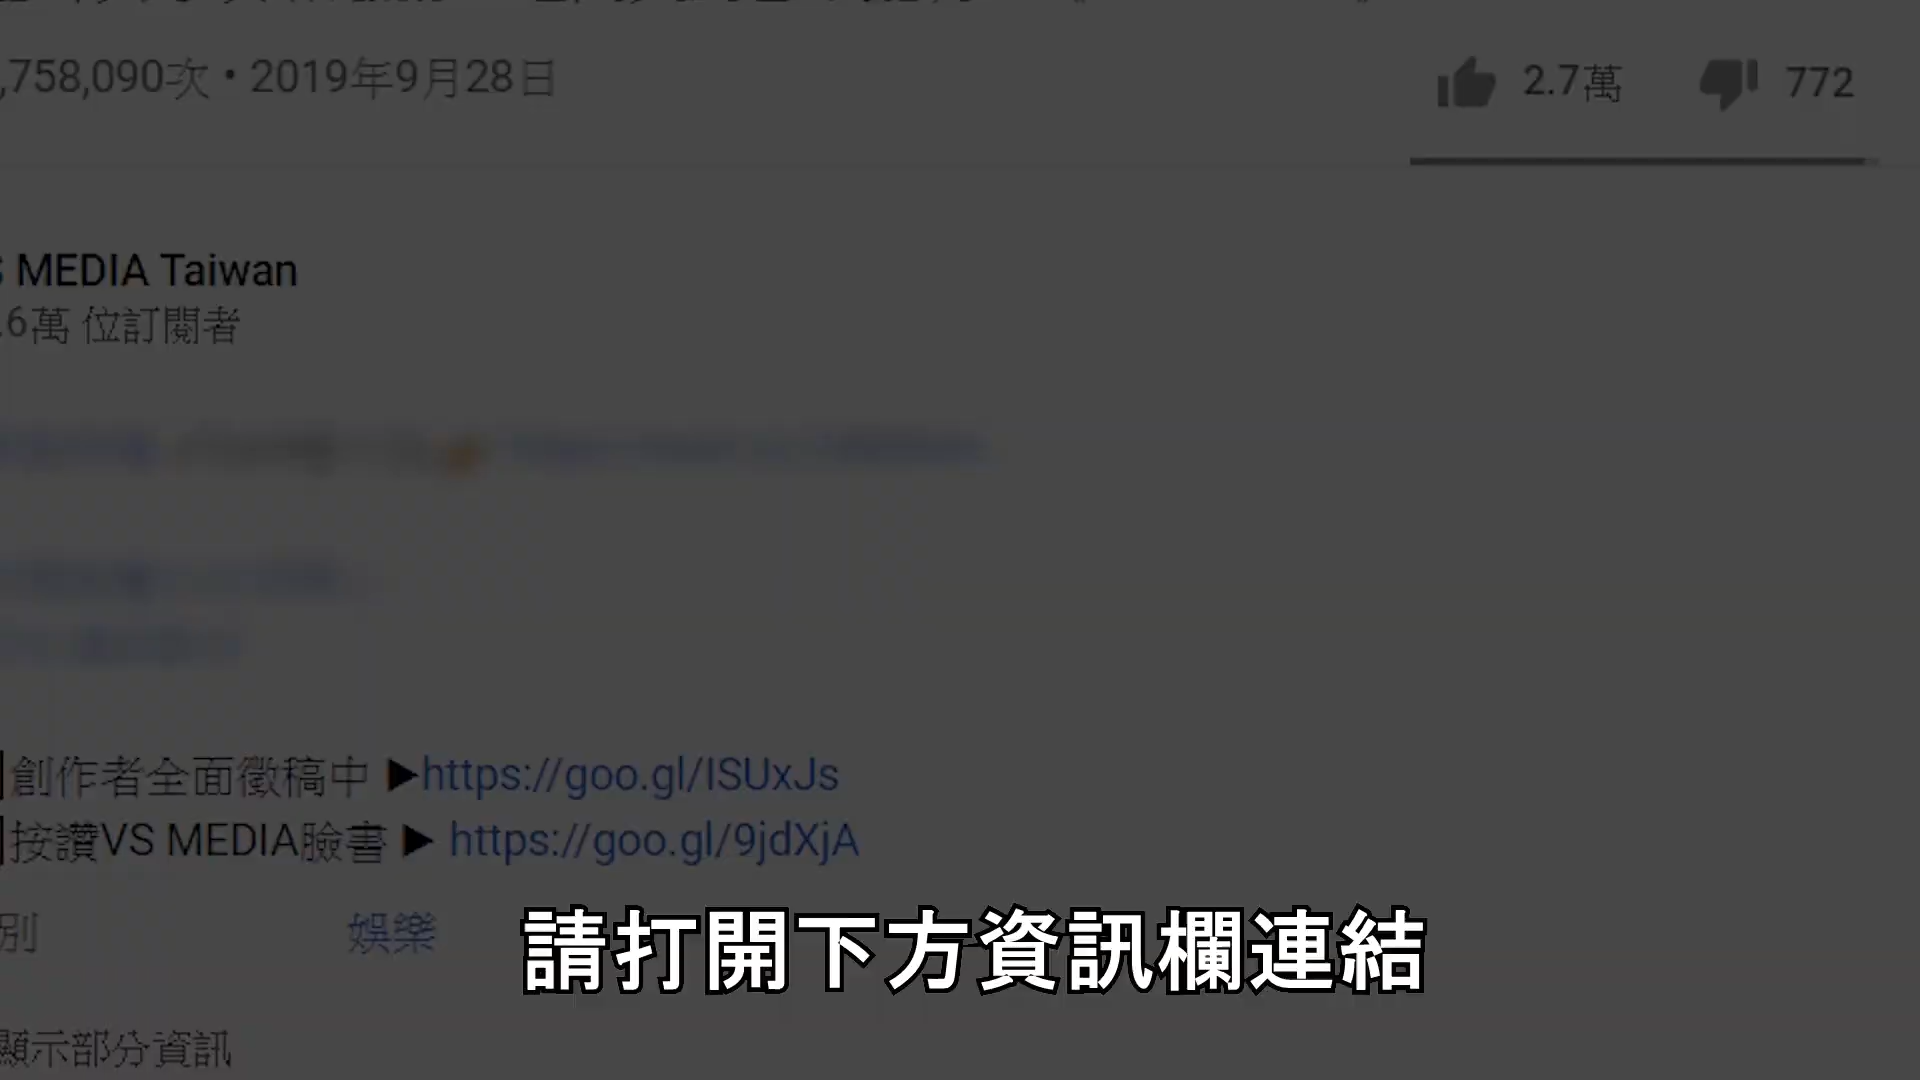 ,758,090次 • 2019年9月28日
2.7萬 772
MEDIA Taiwan
.6萬 位訂閱者
創作者全面徵稿中 ▶https://goo.gl/ISUxJs
按讚VS MEDIA臉書 ▶ https://goo.gl/9jdXjA
別 娛樂
請打開下方資訊欄連結
顯示部分資訊